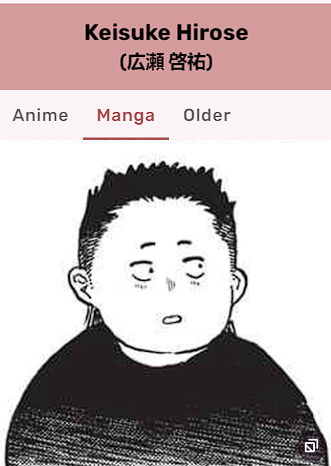 Keisuke Hirose
(広瀬 啓祐)
Anime Manga Older